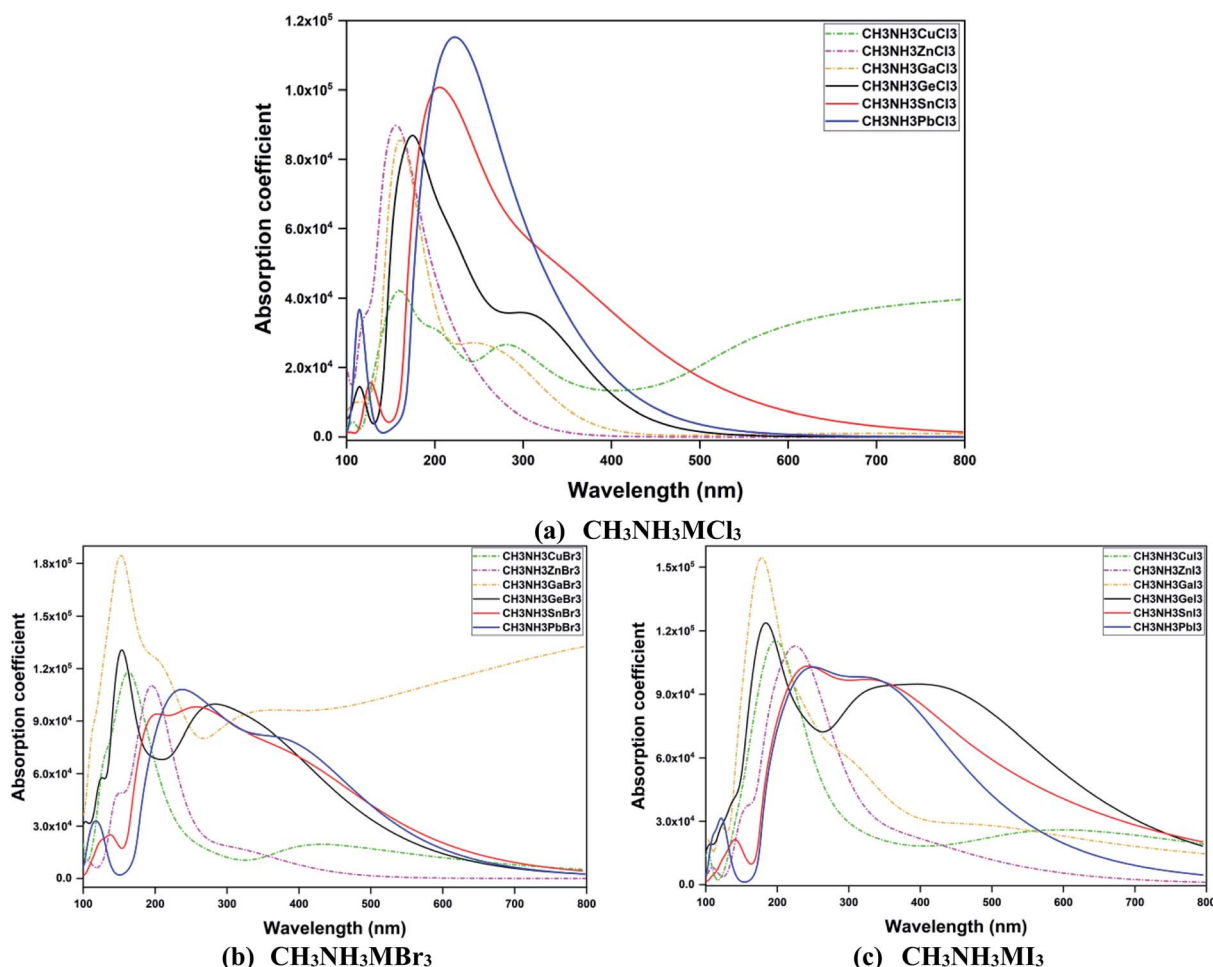 1.2x10⁵
1.0x10⁵
8.0x10⁴
6.0x10⁴
4.0x10⁴
2.0x10⁴
0.0
Absorption coefficient
CH3NH3CuCl3
CH3NH3ZnCl3
CH3NH3GaCl3
CH3NH3GeCl3
CH3NH3SnCl3
CH3NH3PbCl3
100 200 300 400 500 600 700 800
Wavelength (nm)
(a) CH₃NH₃MCl₃
1.8x10⁵
1.5x10⁵
1.2x10⁵
9.0x10⁴
6.0x10⁴
3.0x10⁴
0.0
Absorption coefficient
CH3NH3CuBr3
CH3NH3ZnBr3
CH3NH3GaBr3
CH3NH3GeBr3
CH3NH3SnBr3
CH3NH3PbBr3
100 200 300 400 500 600 700 800
Wavelength (nm)
(b) CH₃NH₃MBr₃
1.5x10⁵
1.2x10⁵
9.0x10⁴
6.0x10⁴
3.0x10⁴
0.0
Absorption coefficient
CH3NH3CuI3
CH3NH3ZnI3
CH3NH3GaI3
CH3NH3GeI3
CH3NH3SnI3
CH3NH3PbI3
100 200 300 400 500 600 700 800
Wavelength (nm)
(c) CH₃NH₃MI₃